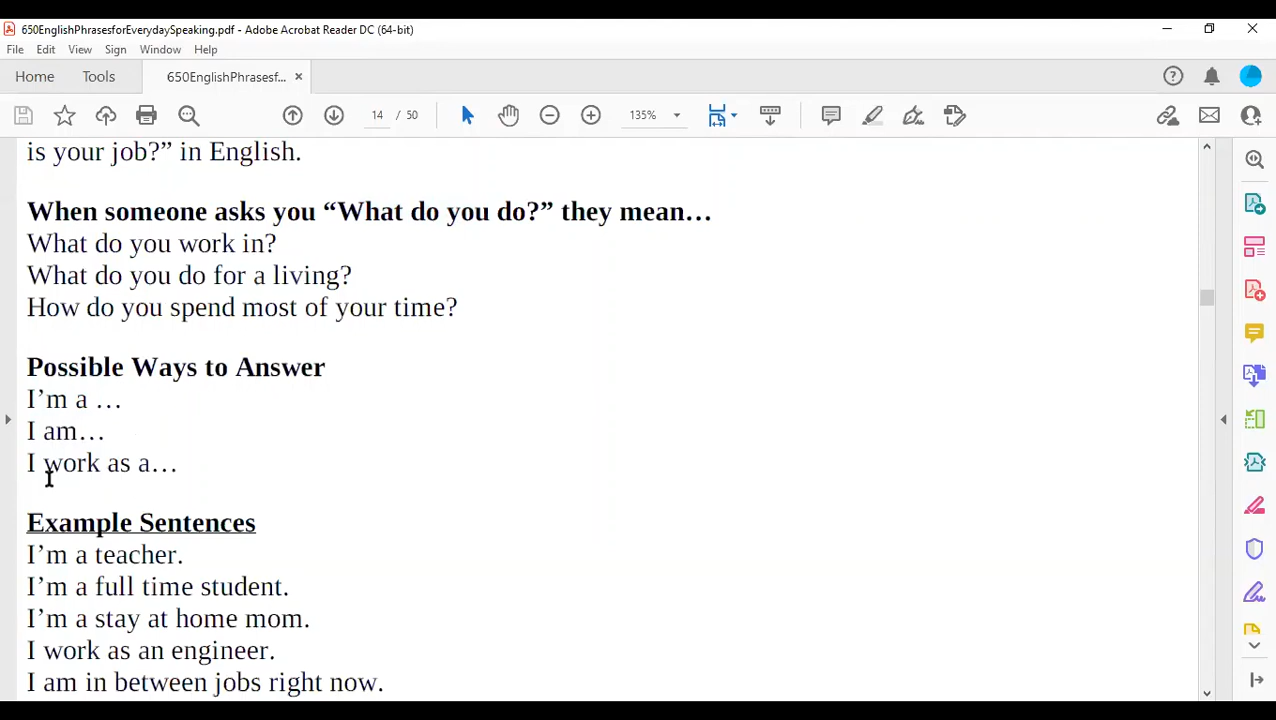 650EnglishPhrasesforEverydaySpeaking.pdf - Adobe Acrobat Reader DC (64-bit)
File Edit View Sign Window Help
Home Tools 650EnglishPhrasesf... ×
14 / 50 135%
is your job?” in English.
When someone asks you “What do you do?” they mean…
What do you work in?
What do you do for a living?
How do you spend most of your time?
Possible Ways to Answer
I’m a …
I am…
I work as a…
Example Sentences
I’m a teacher.
I’m a full time student.
I’m a stay at home mom.
I work as an engineer.
I am in between jobs right now.